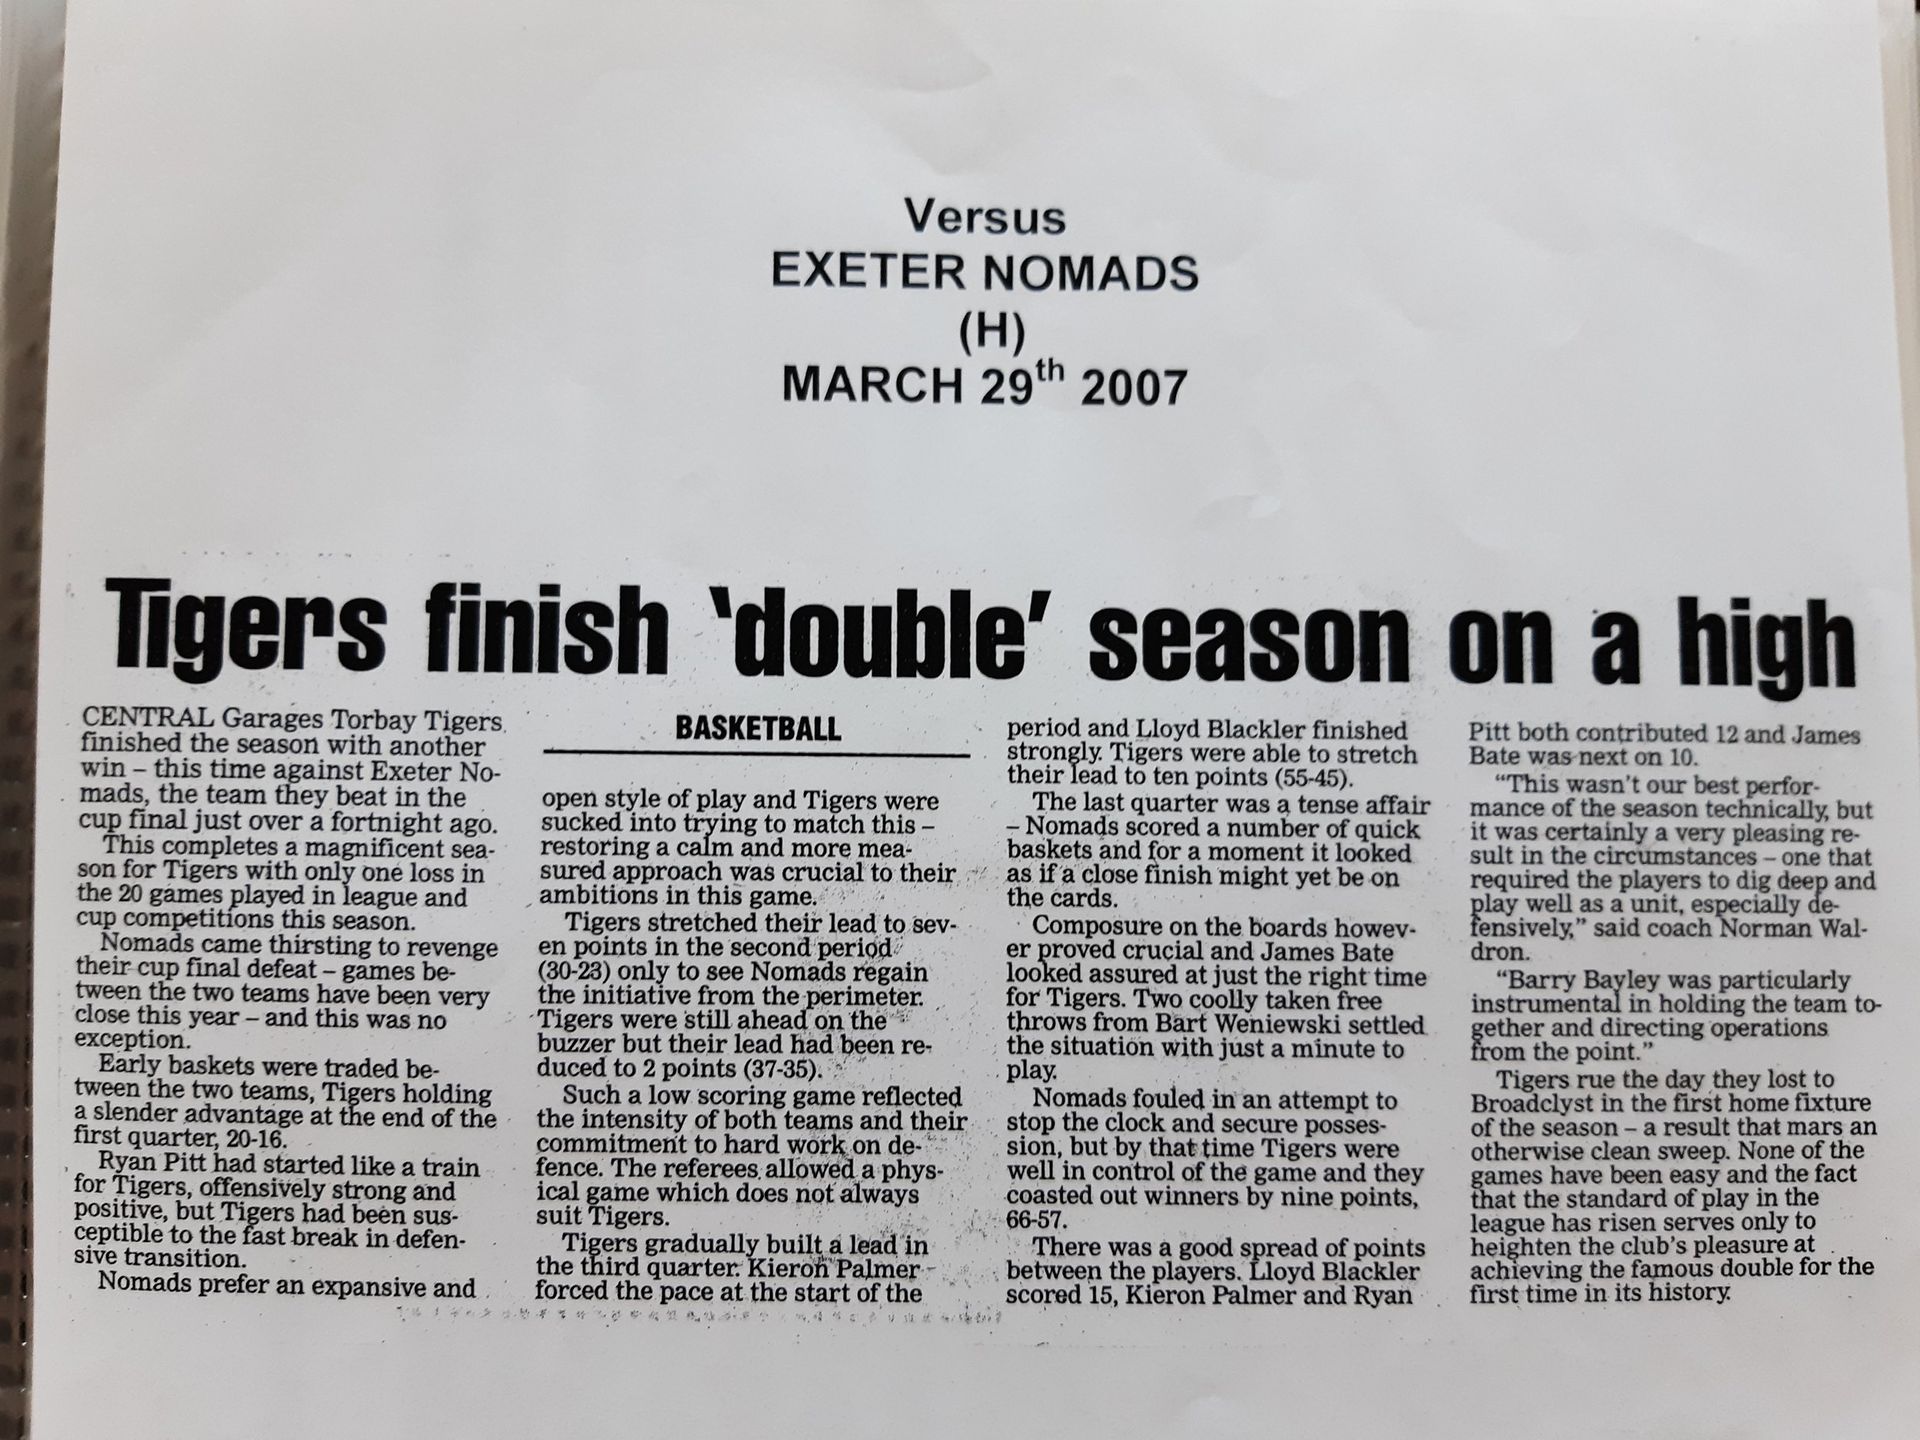 Versus
EXETER NOMADS
(H)
MARCH 29th 2007
Tigers finish 'double' season on a high
CENTRAL Garages Torbay Tigers
finished the season with another
win – this time against Exeter No-
mads, the team they beat in the
cup final just over a fortnight ago.
This completes a magnificent sea-
son for Tigers with only one loss in
the 20 games played in league and
cup competitions this season.
Nomads came thirsting to revenge
their cup final defeat – games be-
tween the two teams have been very
close this year – and this was no
exception.
Early baskets were traded be-
tween the two teams, Tigers holding
a slender advantage at the end of the
first quarter, 20-16.
Ryan Pitt had started like a train
for Tigers, offensively strong and
positive, but Tigers had been sus-
ceptible to the fast break in defen-
sive transition.
Nomads prefer an expansive and
BASKETBALL
open style of play and Tigers were
sucked into trying to match this –
restoring a calm and more mea-
sured approach was crucial to their
ambitions in this game.
Tigers stretched their lead to sev-
en points in the second period
(30-23) only to see Nomads regain
the initiative from the perimeter.
Tigers were still ahead on the
buzzer but their lead had been re-
duced to 2 points (37-35).
Such a low scoring game reflected
the intensity of both teams and their
commitment to hard work on de-
fence. The referees allowed a phys-
ical game which does not always
suit Tigers.
Tigers gradually built a lead in
the third quarter. Kieron Palmer
forced the pace at the start of the
period and Lloyd Blackler finished
strongly. Tigers were able to stretch
their lead to ten points (55-45).
The last quarter was a tense affair
– Nomads scored a number of quick
baskets and for a moment it looked
as if a close finish might yet be on
the cards.
Composure on the boards howev-
er proved crucial and James Bate
looked assured at just the right time
for Tigers. Two coolly taken free
throws from Bart Weniewski settled
the situation with just a minute to
play.
Nomads fouled in an attempt to
stop the clock and secure posses-
sion, but by that time Tigers were
well in control of the game and they
coasted out winners by nine points,
66-57.
There was a good spread of points
between the players. Lloyd Blackler
scored 15, Kieron Palmer and Ryan
Pitt both contributed 12 and James
Bate was next on 10.
"This wasn't our best perfor-
mance of the season technically, but
it was certainly a very pleasing re-
sult in the circumstances – one that
required the players to dig deep and
play well as a unit, especially de-
fensively," said coach Norman Wal-
dron.
"Barry Bayley was particularly
instrumental in holding the team to-
gether and directing operations
from the point."
Tigers rue the day they lost to
Broadclyst in the first home fixture
of the season – a result that mars an
otherwise clean sweep. None of the
games have been easy and the fact
that the standard of play in the
league has risen serves only to
heighten the club's pleasure at
achieving the famous double for the
first time in its history.